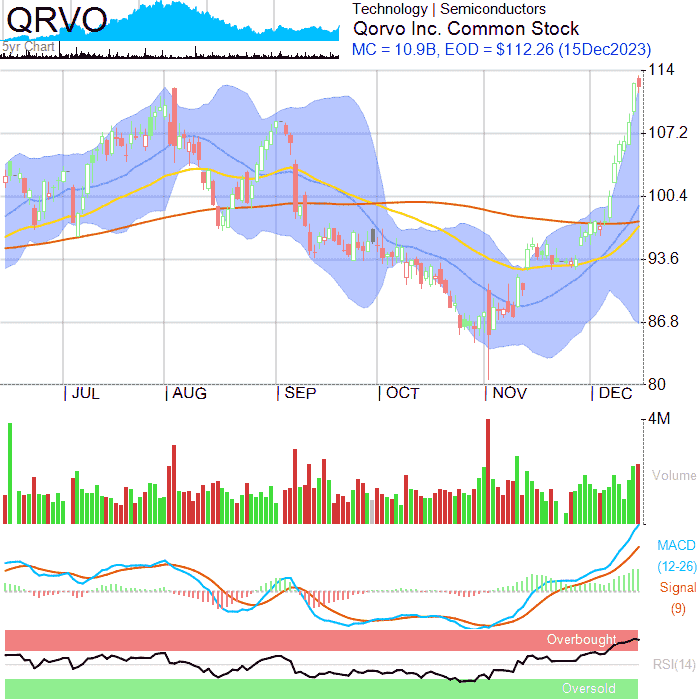 QRVO
5yr Chart
Technology | Semiconductors
Qorvo Inc. Common Stock
MC = 10.9B, EOD = $112.26 (15Dec2023)
114
107.2
100.4
93.6
86.8
80
JUL AUG SEP OCT NOV DEC
4M
Volume
MACD
(12-26)
Signal
(9)
Overbought
RSI(14)
Oversold